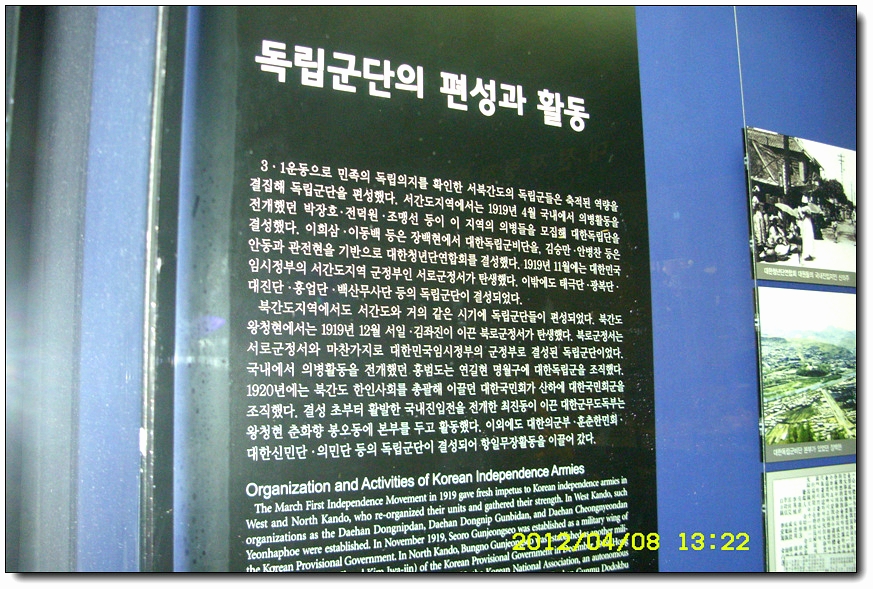 독립군단의 편성과 활동
3·1운동으로 민족의 독립의지를 확인한 서북간도의 독립군들은 축적된 역량을
결집해 독립군단을 편성했다. 서간도지역에서는 1919년 4월 국내에서 의병활동을
전개했던 박장호·전덕원·조맹선 등이 이 지역의 의병들을 모집해 대한독립단을
결성했다. 이희삼·이동백 등은 장백현에서 대한독립군비단을, 김승만·안병찬 등은
안동과 관전현을 기반으로 대한청년단연합회를 결성했다. 1919년 11월에는 대한민국
임시정부의 서간도지역 군정부인 서로군정서가 탄생했다. 이밖에도 태극단·광복단·
대진단·흥업단·백산무사단 등의 독립군단이 결성되었다.
북간도지역에서도 서간도와 거의 같은 시기에 독립군단들이 편성되었다. 북간도
왕청현에서는 1919년 12월 서일·김좌진이 이끈 북로군정서가 탄생했다. 북로군정서는
서로군정서와 마찬가지로 대한민국임시정부의 군정부로 결성된 독립군단이었다.
국내에서 의병활동을 전개했던 홍범도는 연길현 명월구에 대한독립군을 조직했다.
1920년에는 북간도 한인사회를 총괄해 이끌던 대한국민회가 산하에 대한국민회군을
조직했다. 결성 초부터 활발한 국내진입전을 전개한 최진동이 이끈 대한군무도독부는
왕청현 춘화향 봉오동에 본부를 두고 활동했다. 이외에도 대한의군부·훈춘한민회·
대한신민단·의민단 등의 독립군단이 결성되어 항일무장활동을 이끌어 갔다.
Organization and Activities of Korean Independence Armies
The March First Independence Movement in 1919 gave fresh impetus to Korean independence armies in
West and North Kando, who re-organized their units and gathered their strength. In West Kando, such
organizations as the Daehan Dongnipdan, Daehan Dongnip Gunbidan, and Daehan Cheongnyeondan
Yeonhaphoe were established. In November 1919, Seoro Gunjeongseo was established as a military wing of
the Korean Provisional Government. In North Kando, Bungno Gunjeongseo
Kim Jwa-jin) of the Korean Provisional Government
the Korean National Association, an autonomous
Gunmu Dodokbu
2012/04/08 13:22